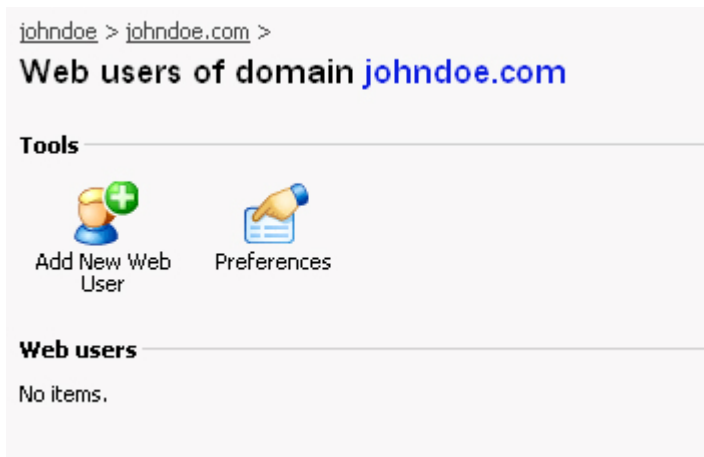 johndoe > johndoe.com >
Web users of domain johndoe.com
Tools
Add New Web
User
Preferences
Web users
No items.